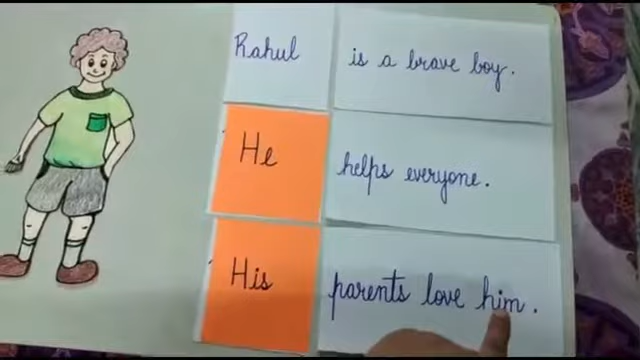 Rahul is a brave boy.
He helps everyone.
His parents love him.